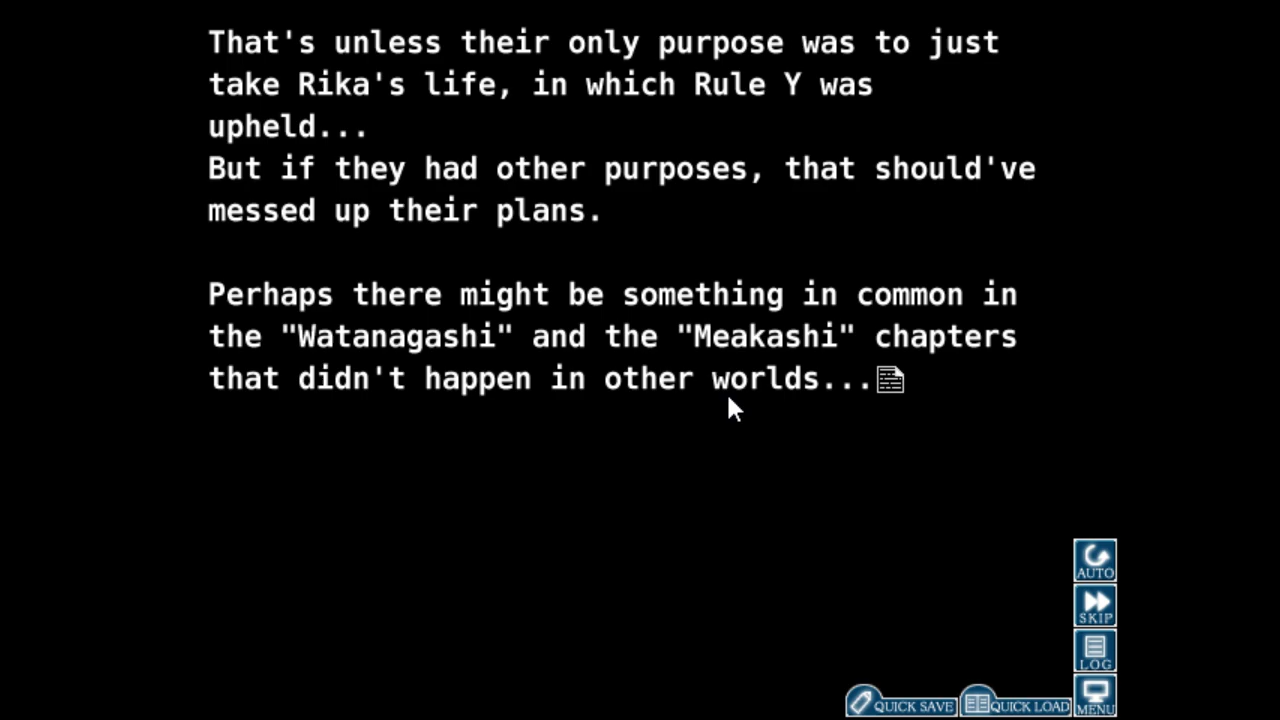 That's unless their only purpose was to just
take Rika's life, in which Rule Y was
upheld...
But if they had other purposes, that should've
messed up their plans.
Perhaps there might be something in common in
the "Watanagashi" and the "Meakashi" chapters
that didn't happen in other worlds...
AUTO
SKIP
LOG
QUICK SAVE QUICK LOAD MENU